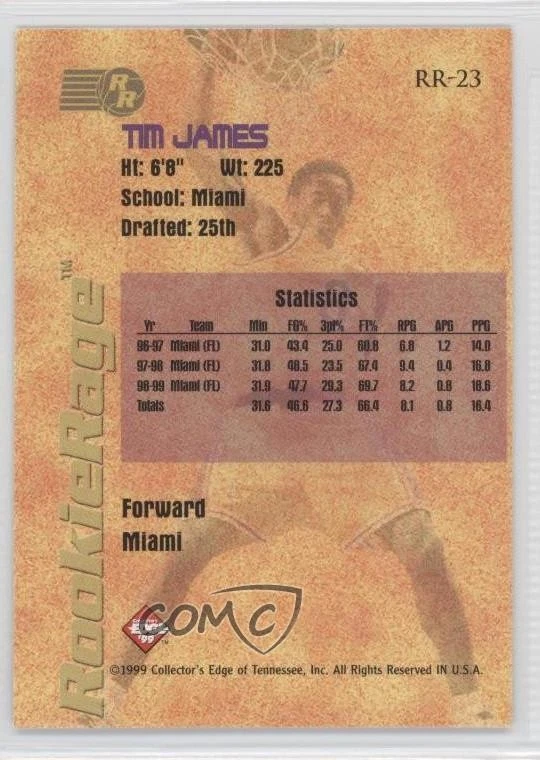 RR
RR-23
TIM JAMES
Ht: 6'8" Wt: 225
School: Miami
Drafted: 25th
RookieRage™
Statistics
Yr Team Min FG% 3pt% FT% RPG APG PPG
96-97 Miami (FL) 31.0 43.4 25.0 60.8 6.8 1.2 14.0
97-98 Miami (FL) 31.8 48.5 23.5 67.4 9.4 0.4 16.8
98-99 Miami (FL) 31.9 47.7 29.3 69.7 8.2 0.8 18.6
Totals 31.6 46.6 27.3 66.4 8.1 0.8 16.4
Forward
Miami
Collector's
EDGE
'99 ™
COMC
©1999 Collector's Edge of Tennessee, Inc. All Rights Reserved IN U.S.A.